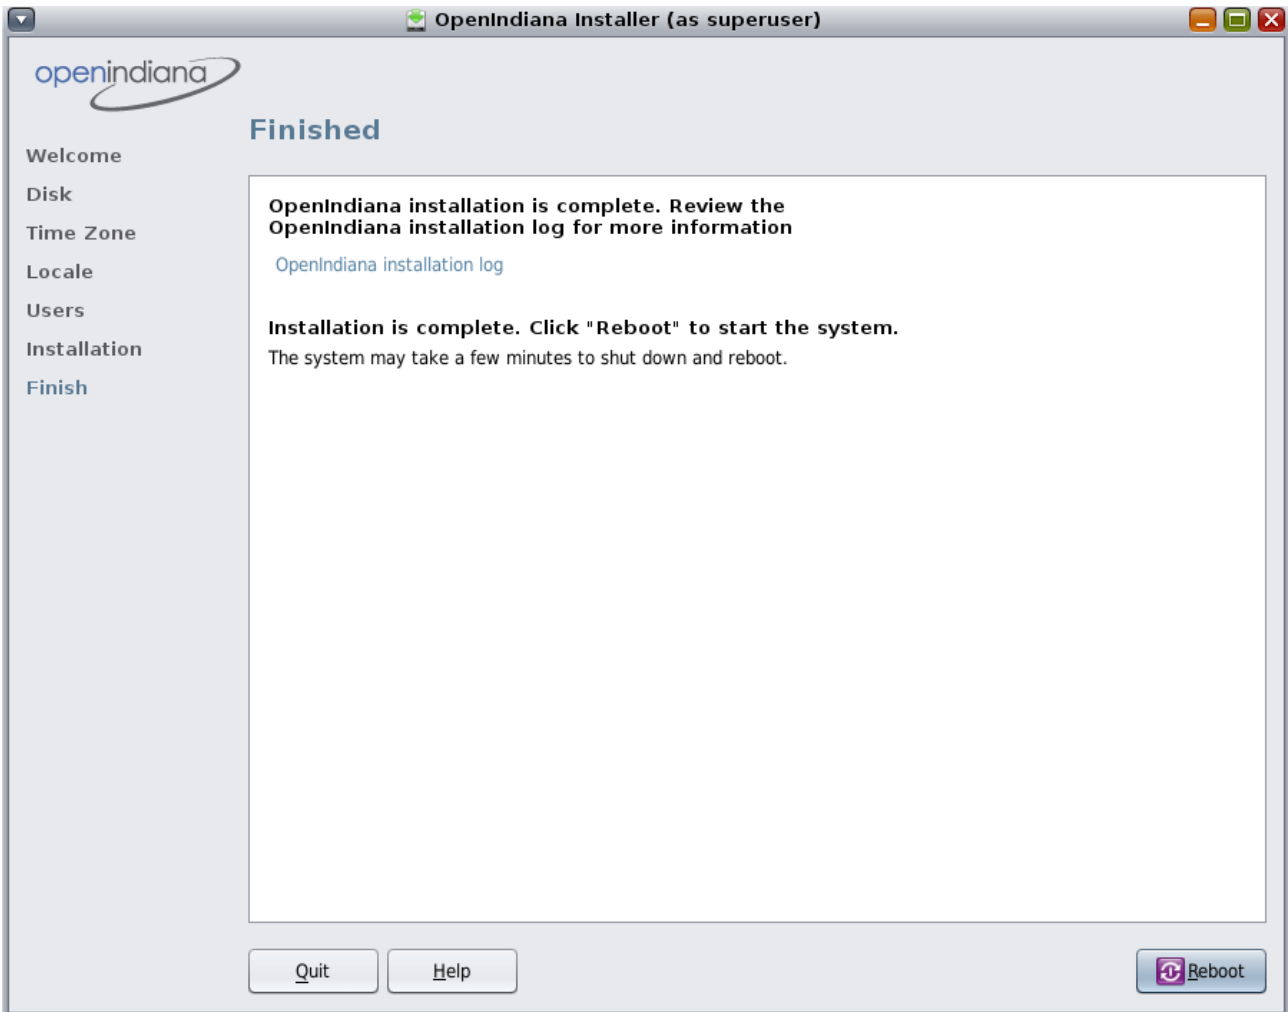 OpenIndiana Installer (as superuser)
openindiana
Finished
Welcome
Disk
Time Zone
Locale
Users
Installation
Finish
OpenIndiana installation is complete. Review the
OpenIndiana installation log for more information
OpenIndiana installation log
Installation is complete. Click "Reboot" to start the system.
The system may take a few minutes to shut down and reboot.
Quit
Help
Reboot